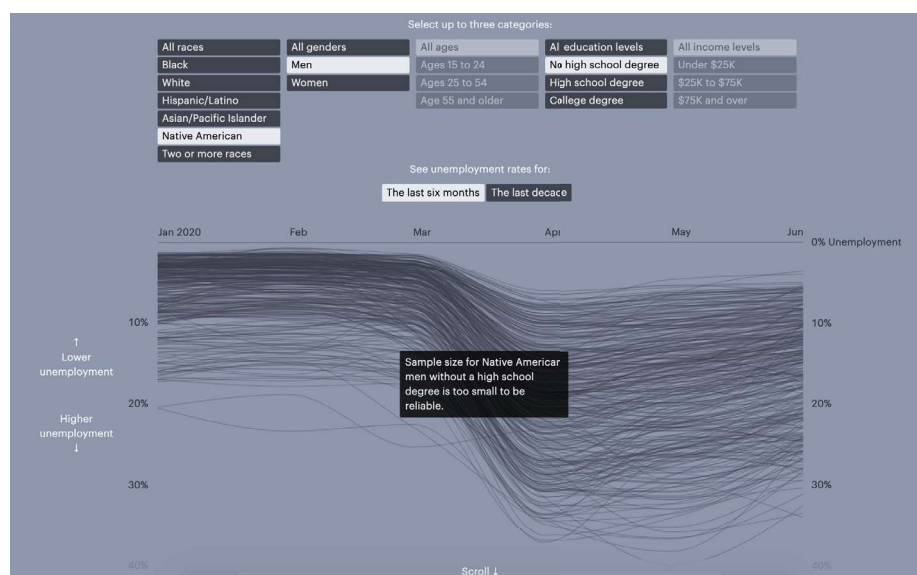 Select up to three categories:
All races
Black
White
Hispanic/Latino
Asian/Pacific Islander
Native American
Two or more races
All genders
Men
Women
All ages
Ages 15 to 24
Ages 25 to 54
Age 55 and older
Al education levels
No high school degree
High school degree
College degree
All income levels
Under $25K
$25K to $75K
$75K and over
See unemployment rates for:
The last six months
The last decace
Jan 2020 Feb Mar Apr May Jun
0% Unemployment
10% 10%
↑
Lower
unemployment
Sample size for Native Americar
men without a high school
degree is too small to be
reliable.
20% 20%
Higher
unemployment
↓
30% 30%
40% 40%
Scroll ↓